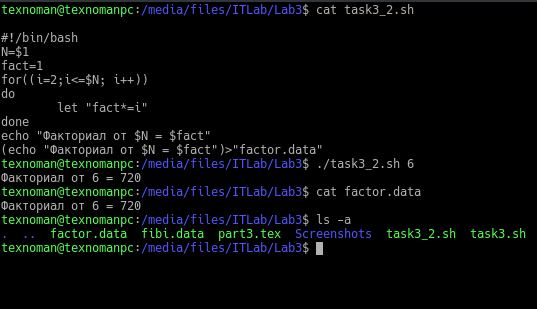 texnoman@texnomanpc:/media/files/ITLab/Lab3$ cat task3_2.sh
#!/bin/bash
N=$1
fact=1
for((i=2;i<=$N; i++))
do
        let "fact*=i"
done
echo "Факториал от $N = $fact"
(echo "Факториал от $N = $fact")>"factor.data"
texnoman@texnomanpc:/media/files/ITLab/Lab3$ ./task3_2.sh 6
Факториал от 6 = 720
texnoman@texnomanpc:/media/files/ITLab/Lab3$ cat factor.data
Факториал от 6 = 720
texnoman@texnomanpc:/media/files/ITLab/Lab3$ ls -a
.  ..  factor.data  fibi.data  part3.tex  Screenshots  task3_2.sh  task3.sh
texnoman@texnomanpc:/media/files/ITLab/Lab3$